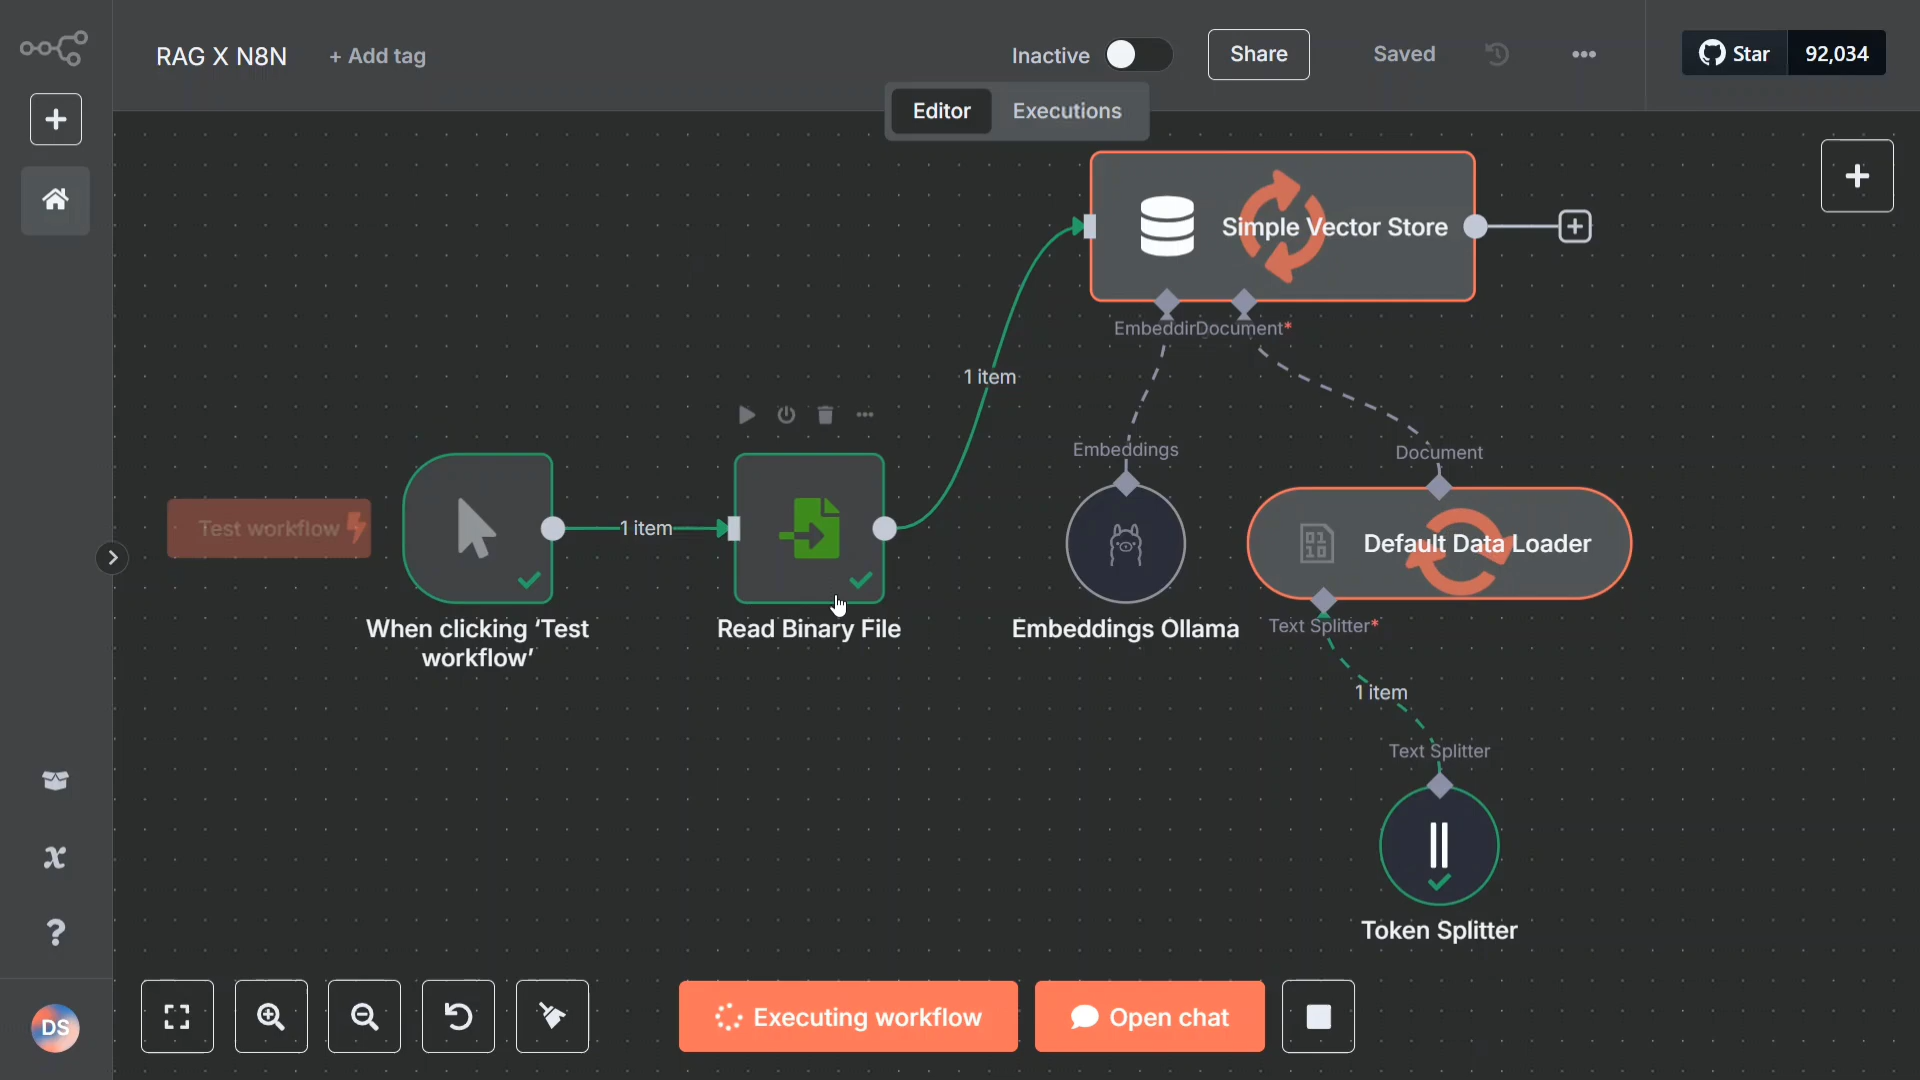 RAG X N8N
+ Add tag
Inactive
Share
Saved
Star
92,034
Editor
Executions
Simple Vector Store
EmbeddirDocument*
1 item
Embeddings
Document
Test workflow
1 item
Default Data Loader
01
10
When clicking ‘Test
workflow’
Read Binary File
Embeddings Ollama
Text Splitter*
1 item
Text Splitter
Token Splitter
DS
Executing workflow
Open chat